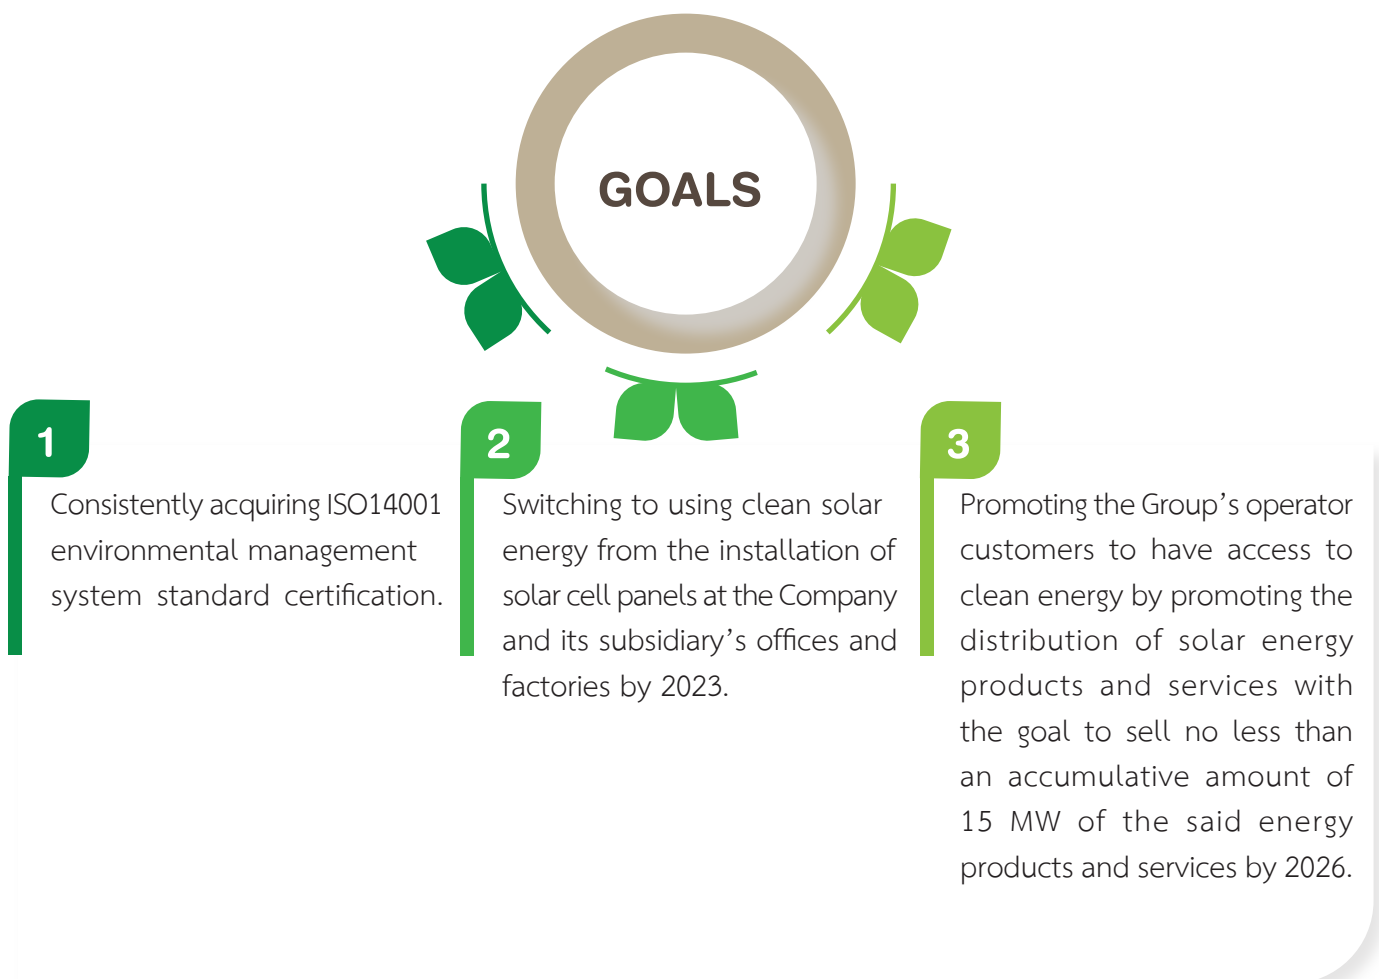 GOALS
1
Consistently acquiring ISO14001
environmental management
system standard certification.
2
Switching to using clean solar
energy from the installation of
solar cell panels at the Company
and its subsidiary’s offices and
factories by 2023.
3
Promoting the Group’s operator
customers to have access to
clean energy by promoting the
distribution of solar energy
products and services with
the goal to sell no less than
an accumulative amount of
15 MW of the said energy
products and services by 2026.